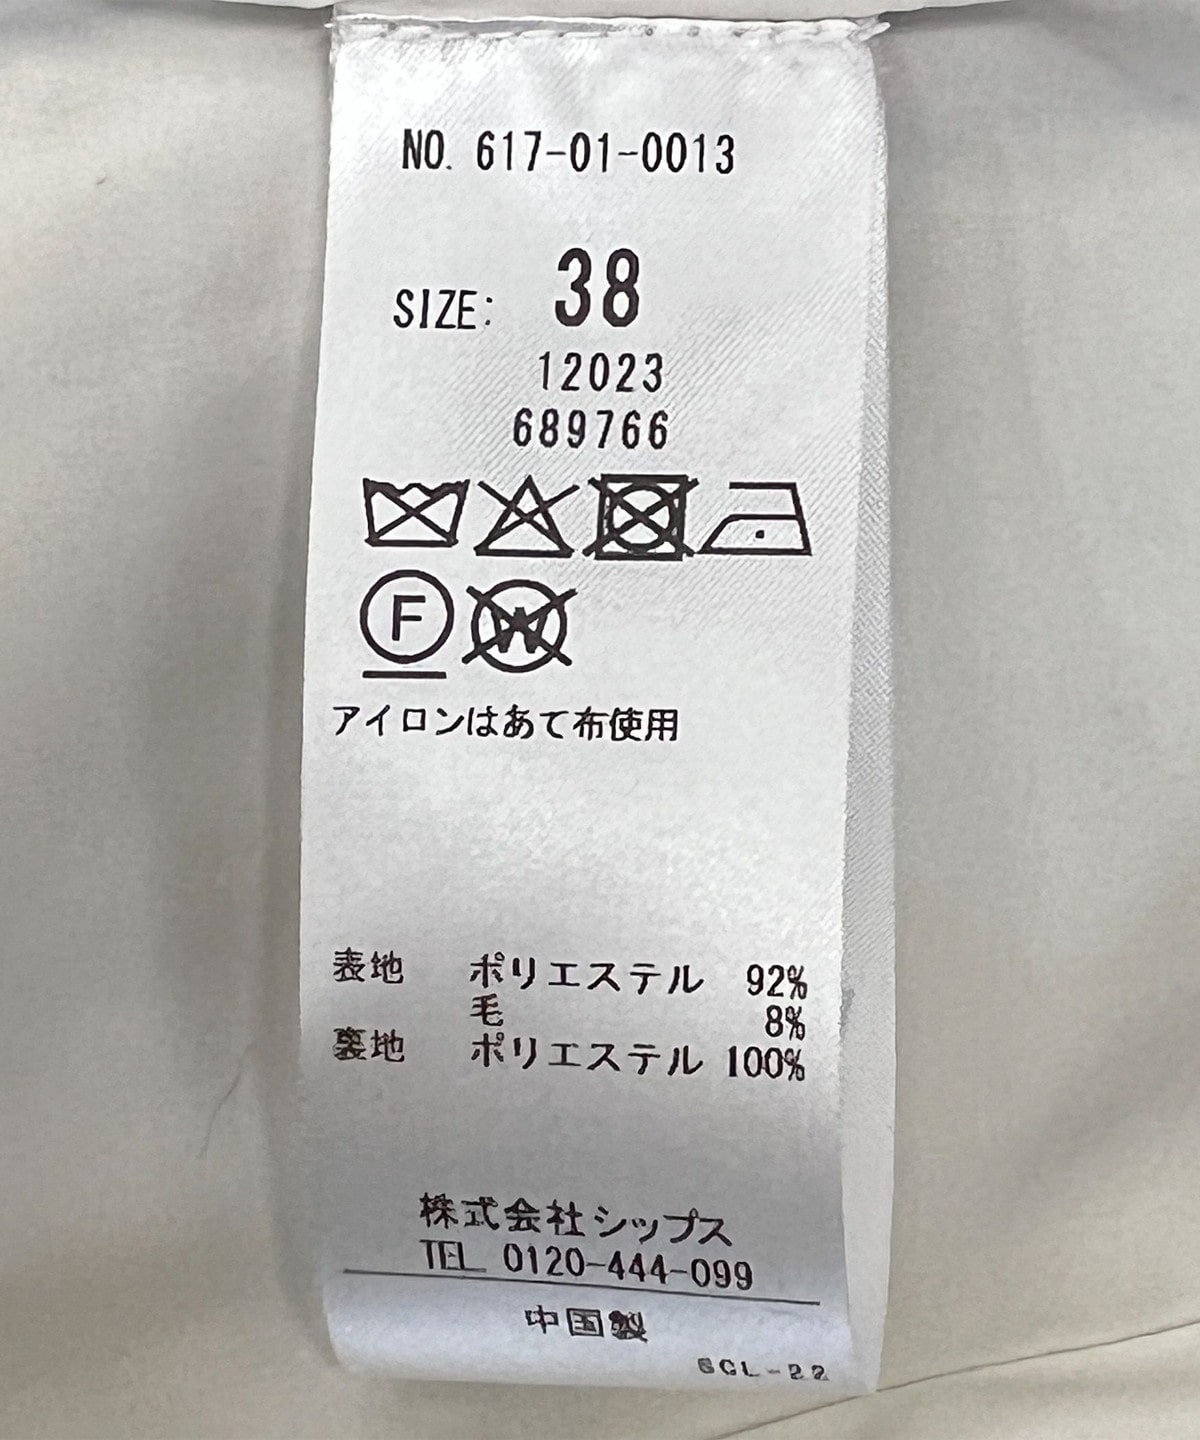 NO. 617-01-0013
SIZE: 38
12023
689766
F W
アイロンはあて布使用
表地 ポリエステル 92%
毛 8%
裏地 ポリエステル 100%
株式会社シップス
TEL 0120-444-099
中国製
6CL-22